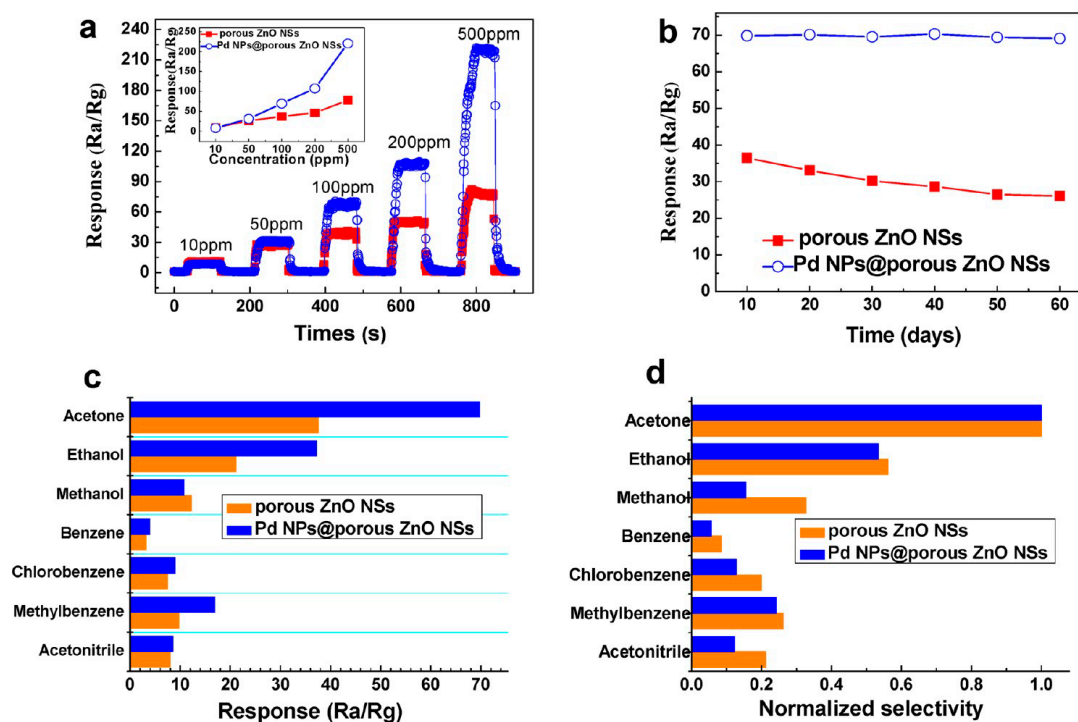 a
240
210
180
150
120
90
60
30
0
Response (Ra/Rg)
0 200 400 600 800
Times (s)
10ppm
50ppm
100ppm
200ppm
500ppm
250
200
150
100
50
0
Response(Ra/Rg)
porous ZnO NSs
Pd NPs@porous ZnO NSs
10 50 100 200 500
Concentration (ppm)
b
70
60
50
40
30
20
10
0
Response (Ra/Rg)
porous ZnO NSs
Pd NPs@porous ZnO NSs
10 20 30 40 50 60
Time (days)
c
Acetone
Ethanol
Methanol
Benzene
Chlorobenzene
Methylbenzene
Acetonitrile
porous ZnO NSs
Pd NPs@porous ZnO NSs
0 10 20 30 40 50 60 70
Response (Ra/Rg)
d
Acetone
Ethanol
Methanol
Benzene
Chlorobenzene
Methylbenzene
Acetonitrile
porous ZnO NSs
Pd NPs@porous ZnO NSs
0.0 0.2 0.4 0.6 0.8 1.0
Normalized selectivity